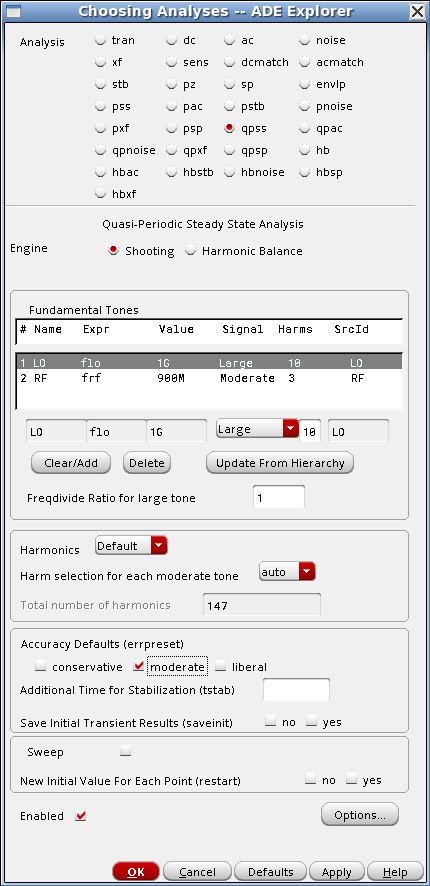 Choosing Analyses -- ADE Explorer
Analysis tran dc ac noise
xf sens dcmatch acmatch
stb pz sp envlp
pss pac pstb pnoise
pxf psp qpss qpac
qpnoise qpxf qpsp hb
hbac hbstb hbnoise hbsp
hbxf
Quasi-Periodic Steady State Analysis
Engine Shooting Harmonic Balance
Fundamental Tones
# Name Expr Value Signal Harms SrcId
1 LO flo 1G Large 10 LO
2 RF frf 900M Moderate 3 RF
LO flo 1G Large 10 LO
Clear/Add Delete Update From Hierarchy
Freqdivide Ratio for large tone 1
Harmonics Default
Harm selection for each moderate tone auto
Total number of harmonics 147
Accuracy Defaults (errpreset)
conservative moderate liberal
Additional Time for Stabilization (tstab)
Save Initial Transient Results (saveinit) no yes
Sweep
New Initial Value For Each Point (restart) no yes
Enabled Options...
OK Cancel Defaults Apply Help